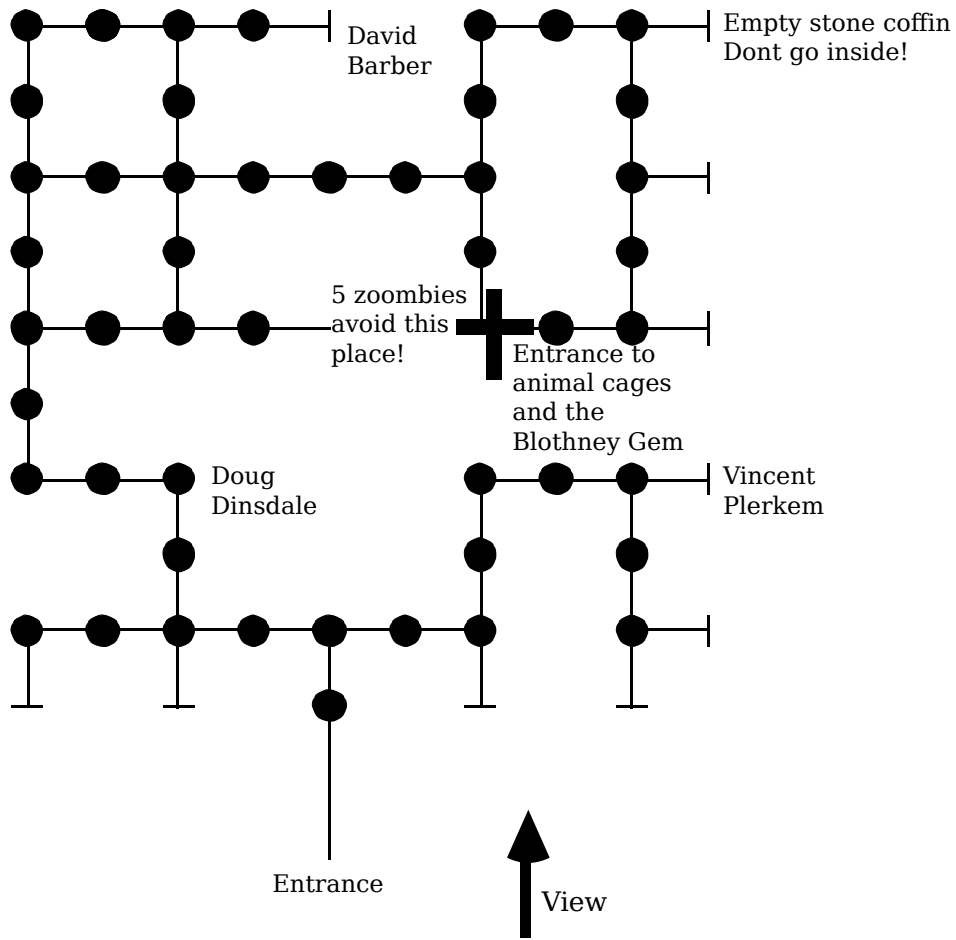 David
Barber
Empty stone coffin
Dont go inside!
5 zoombies
avoid this
place!
Entrance to
animal cages
and the
Blothney Gem
Doug
Dinsdale
Vincent
Plerkem
Entrance
View